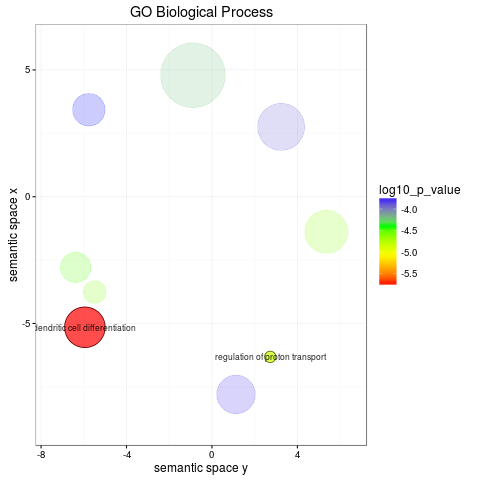 GO Biological Process
semantic space x
5
0
-5
dendritic cell differentiation
regulation of proton transport
-8
-4
0
4
semantic space y
log10_p_value
-4.0
-4.5
-5.0
-5.5